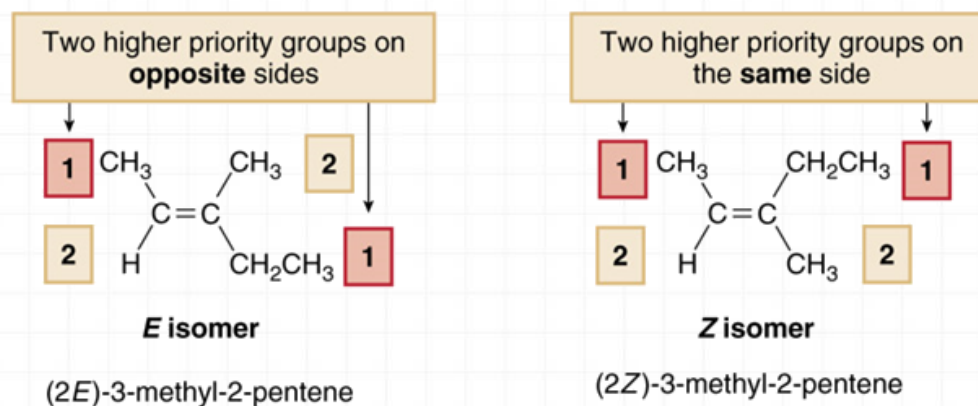 Two higher priority groups on
opposite sides
1 CH₃ CH₃ 2
C=C
2 H CH₂CH₃ 1
E isomer
(2E)-3-methyl-2-pentene
Two higher priority groups on
the same side
1 CH₃ CH₂CH₃ 1
C=C
2 H CH₃ 2
Z isomer
(2Z)-3-methyl-2-pentene